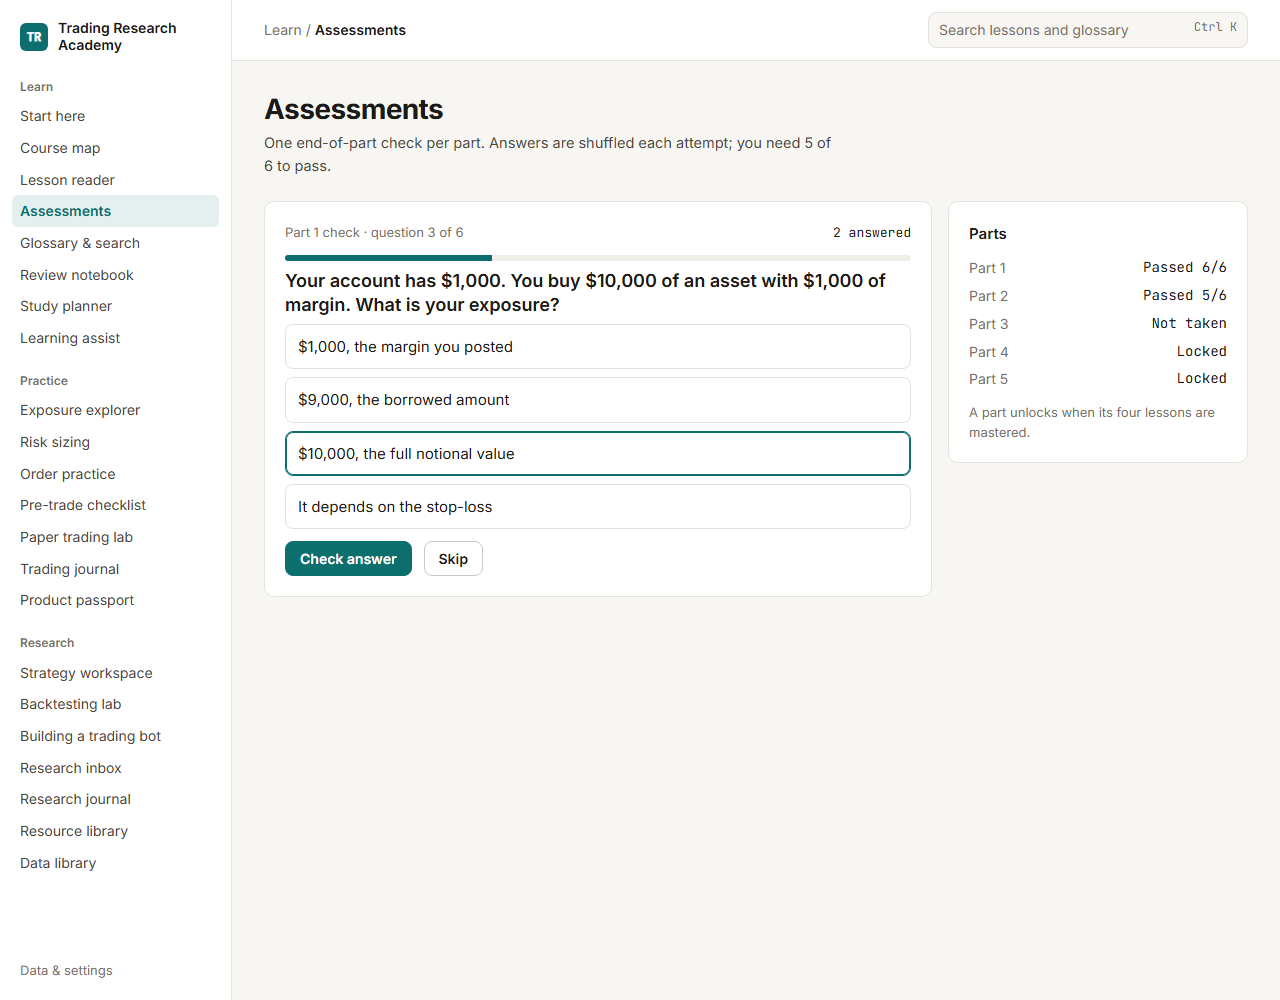 TR
Trading Research
Academy
Learn
Start here
Course map
Lesson reader
Assessments
Glossary & search
Review notebook
Study planner
Learning assist
Practice
Exposure explorer
Risk sizing
Order practice
Pre-trade checklist
Paper trading lab
Trading journal
Product passport
Research
Strategy workspace
Backtesting lab
Building a trading bot
Research inbox
Research journal
Resource library
Data library
Data & settings
Learn / Assessments
Search lessons and glossary Ctrl K
Assessments
One end-of-part check per part. Answers are shuffled each attempt; you need 5 of
6 to pass.
Part 1 check · question 3 of 6 2 answered
Your account has $1,000. You buy $10,000 of an asset with $1,000 of
margin. What is your exposure?
$1,000, the margin you posted
$9,000, the borrowed amount
$10,000, the full notional value
It depends on the stop-loss
Check answer Skip
Parts
Part 1 Passed 6/6
Part 2 Passed 5/6
Part 3 Not taken
Part 4 Locked
Part 5 Locked
A part unlocks when its four lessons are
mastered.